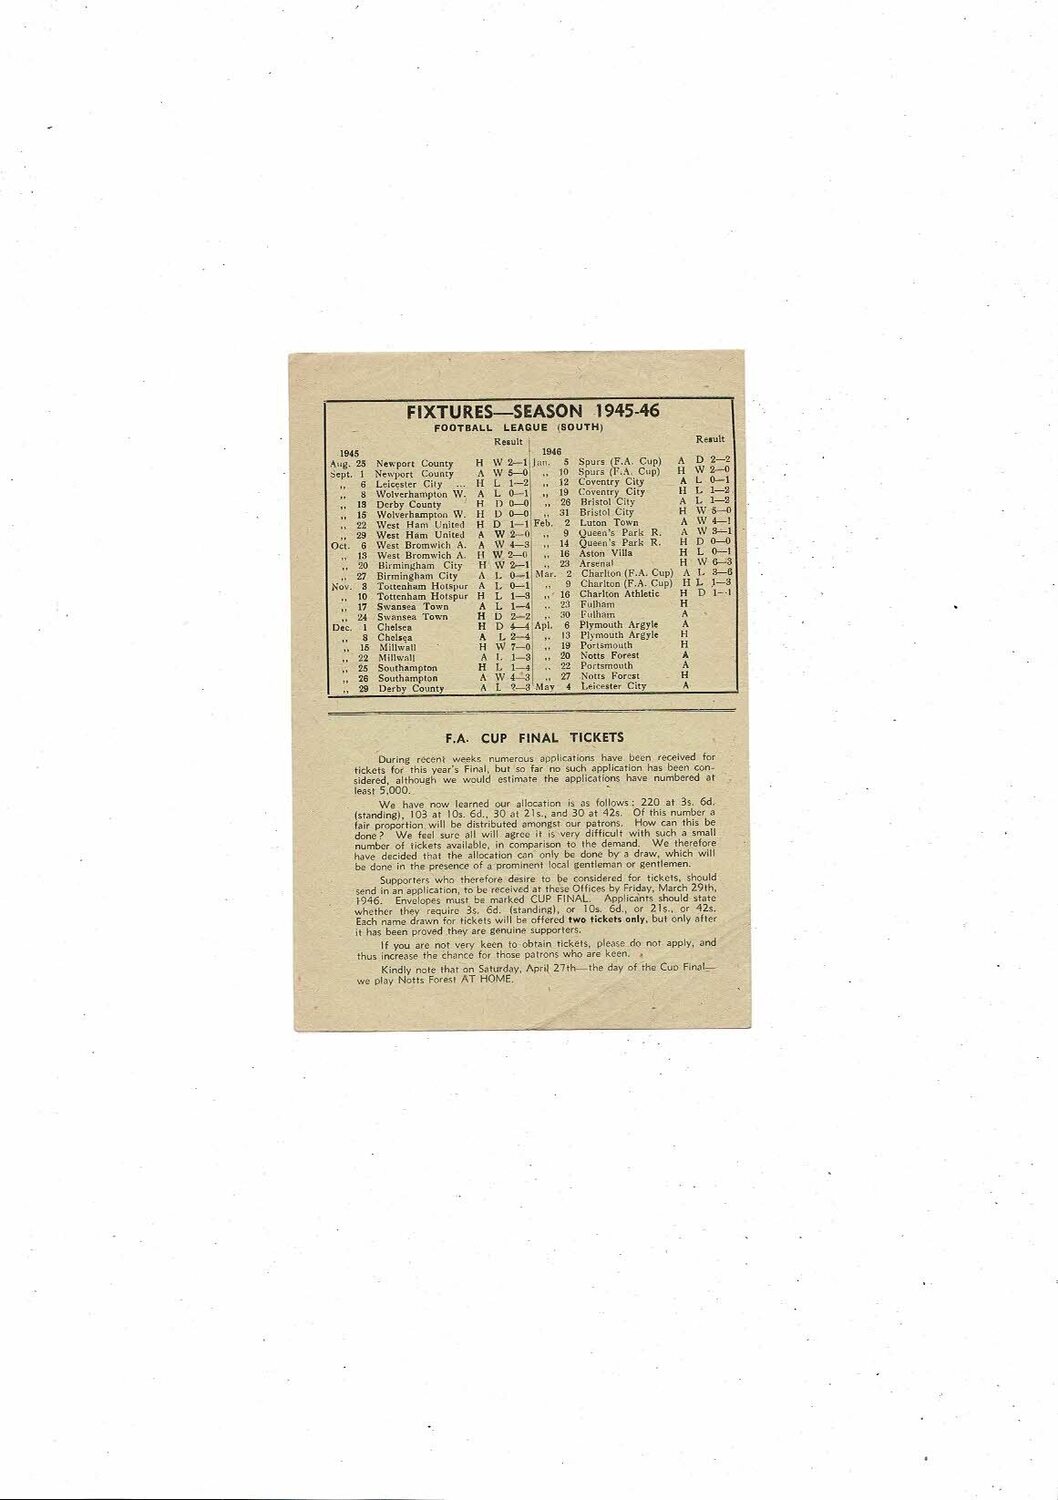 FIXTURES—SEASON 1945-46
FOOTBALL LEAGUE (SOUTH)
Result
1945
Aug. 25 Newport County H W 2—1
Sept. 1 Newport County A W 5—0
,, 6 Leicester City ... H L 1—2
,, 8 Wolverhampton W. A L 0—1
,, 13 Derby County H D 0—0
,, 15 Wolverhampton W. H D 0—0
,, 22 West Ham United H D 1—1
,, 29 West Ham United A W 2—0
Oct. 6 West Bromwich A. A W 4—3
,, 13 West Bromwich A. H W 2—0
,, 20 Birmingham City H W 2—1
,, 27 Birmingham City A L 0—1
Nov. 3 Tottenham Hotspur A L 0—1
,, 10 Tottenham Hotspur H L 1—3
,, 17 Swansea Town A L 1—4
,, 24 Swansea Town H D 2—2
Dec. 1 Chelsea H D 4—4
,, 8 Chelsea A L 2—4
,, 15 Millwall H W 7—0
,, 22 Millwall A L 1—3
,, 25 Southampton H L 1—4
,, 26 Southampton A W 4—3
,, 29 Derby County A L 2—3
Result
1946
Jan. 5 Spurs (F.A. Cup) A D 2—2
,, 10 Spurs (F.A. Cup) H W 2—0
,, 12 Coventry City A L 0—1
,, 19 Coventry City H L 1—2
,, 26 Bristol City A L 1—2
,, 31 Bristol City H W 5—0
Feb. 2 Luton Town A W 4—1
,, 9 Queen's Park R. A W 3—1
,, 14 Queen's Park R. H D 0—0
,, 16 Aston Villa H L 0—1
,, 23 Arsenal H W 6—3
Mar. 2 Charlton (F.A. Cup) A L 3—6
,, 9 Charlton (F.A. Cup) H L 1—3
,, 16 Charlton Athletic H D 1—1
,, 23 Fulham H
,, 30 Fulham A
Apl. 6 Plymouth Argyle A
,, 13 Plymouth Argyle H
,, 19 Portsmouth H
,, 20 Notts Forest A
,, 22 Portsmouth A
,, 27 Notts Forest H
May 4 Leicester City A
F.A. CUP FINAL TICKETS
During recent weeks numerous applications have been received for
tickets for this year's Final, but so far no such application has been con-
sidered, although we would estimate the applications have numbered at
least 5,000.
We have now learned our allocation is as follows: 220 at 3s. 6d.
(standing), 103 at 10s. 6d., 30 at 21s., and 30 at 42s. Of this number a
fair proportion will be distributed amongst our patrons. How can this be
done? We feel sure all will agree it is very difficult with such a small
number of tickets available, in comparison to the demand. We therefore
have decided that the allocation can only be done by a draw, which will
be done in the presence of a prominent local gentleman or gentlemen.
Supporters who therefore desire to be considered for tickets, should
send in an application, to be received at these Offices by Friday, March 29th,
1946. Envelopes must be marked CUP FINAL. Applicants should state
whether they require 3s. 6d. (standing), or 10s. 6d., or 21s., or 42s.
Each name drawn for tickets will be offered two tickets only, but only after
it has been proved they are genuine supporters.
If you are not very keen to obtain tickets, please do not apply, and
thus increase the chance for those patrons who are keen.
Kindly note that on Saturday, April 27th—the day of the Cup Final—
we play Notts Forest AT HOME.